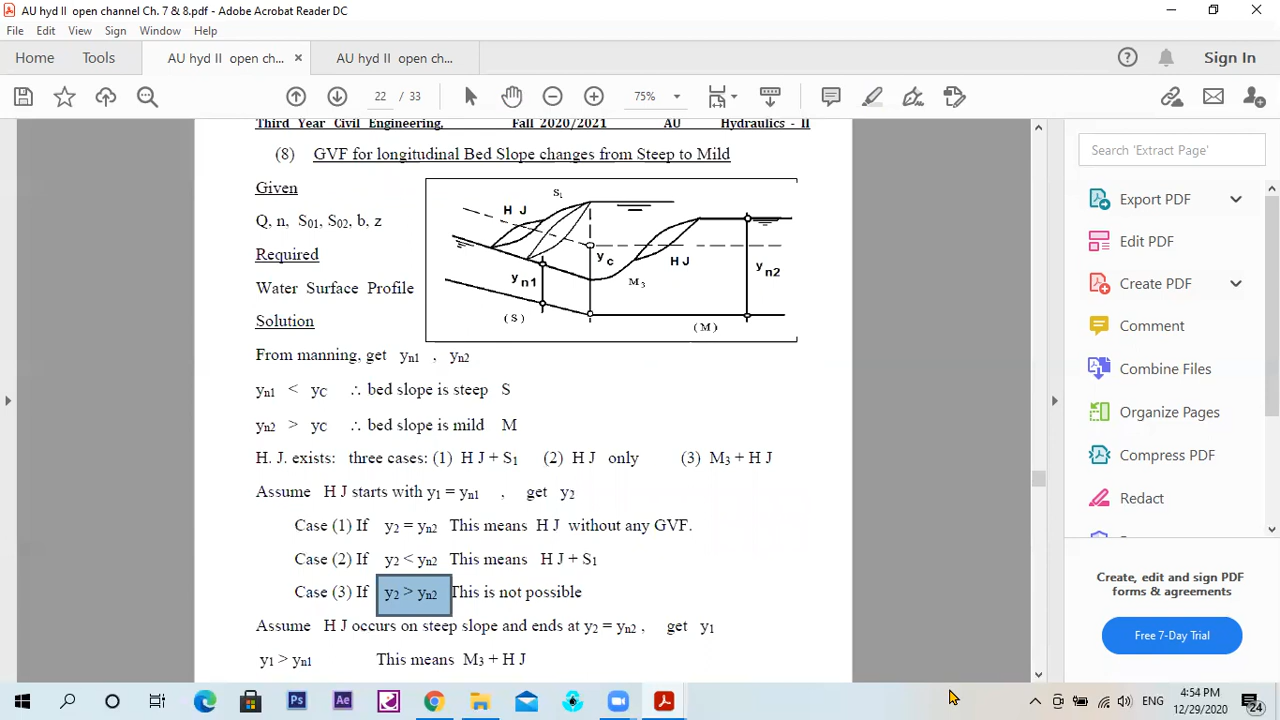 AU hyd II open channel Ch. 7 & 8.pdf - Adobe Acrobat Reader DC
File Edit View Sign Window Help
Home Tools AU hyd II open ch... × AU hyd II open ch... Sign In
22 / 33 75%
Third Year Civil Engineering, Fall 2020/2021 AU Hydraulics - II
(8) GVF for longitudinal Bed Slope changes from Steep to Mild
Given
Q, n, S01, S02, b, z
Required
Water Surface Profile
Solution
S1
H J
yc
H J
yn1
M3
yn2
(S)
(M)
From manning, get yn1 , yn2
yn1 < yC ∴ bed slope is steep S
yn2 > yC ∴ bed slope is mild M
H. J. exists: three cases: (1) H J + S1 (2) H J only (3) M3 + H J
Assume H J starts with y1 = yn1 , get y2
Case (1) If y2 = yn2 This means H J without any GVF.
Case (2) If y2 < yn2 This means H J + S1
Case (3) If y2 > yn2 This is not possible
Assume H J occurs on steep slope and ends at y2 = yn2 , get y1
y1 > yn1 This means M3 + H J
Search 'Extract Page'
Export PDF
Edit PDF
Create PDF
Comment
Combine Files
Organize Pages
Compress PDF
Redact
Create, edit and sign PDF
forms & agreements
Free 7-Day Trial
Ps Ae
ENG
4:54 PM
12/29/2020
24